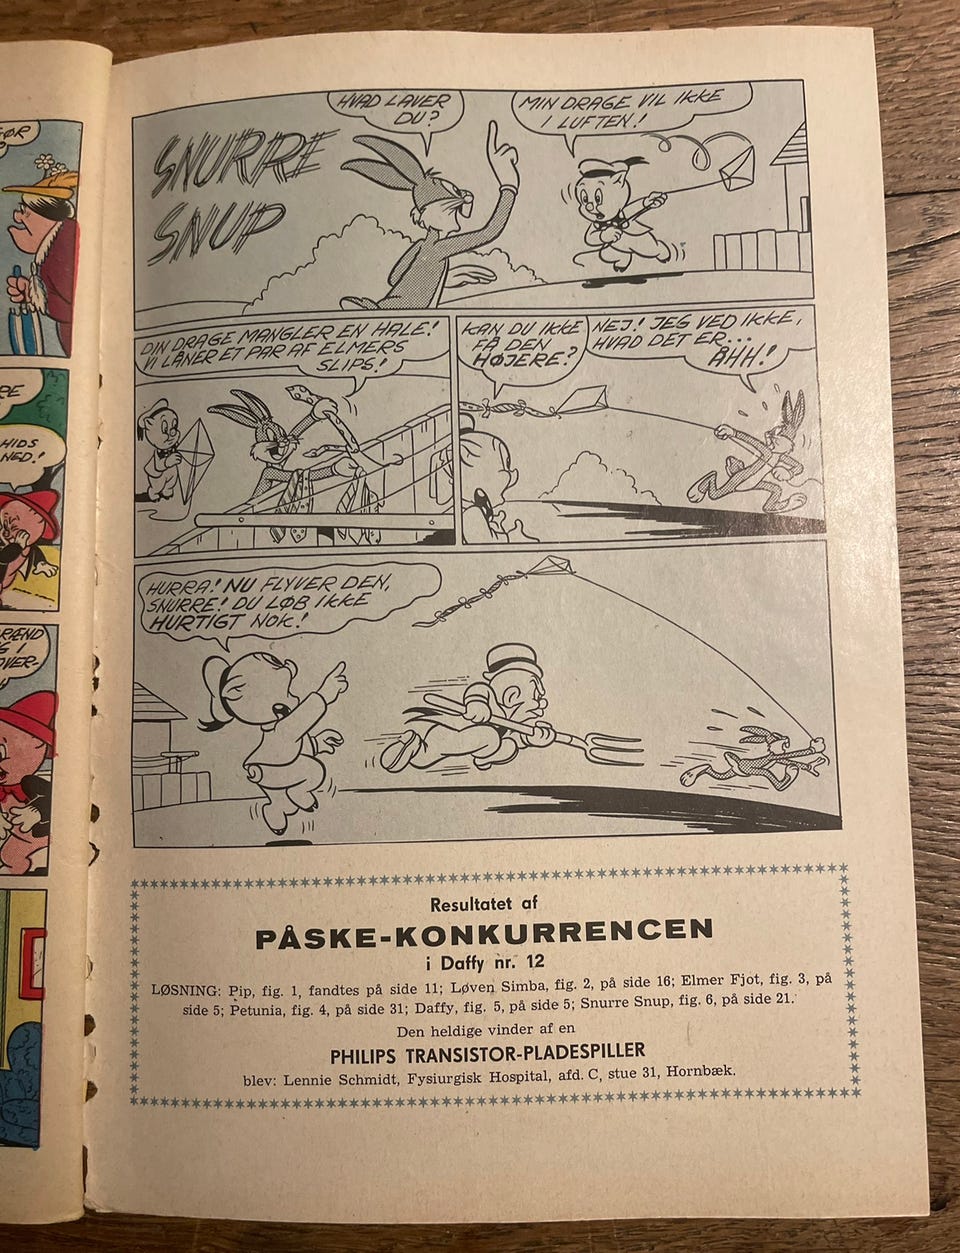 HVAD LAVER
DU?
MIN DRAGE VIL IKKE
I LUFTEN!
SNURRE
SNUP
DIN DRAGE MANGLER EN HALE!
VI LÅNER ET PAR AF ELMERS
SLIPS!
KAN DU IKKE
FÅ DEN
HØJERE?
NEJ! JEG VED IKKE,
HVAD DET ER...
ÅHH!
HURRA! NU FLYVER DEN,
SNURRE! DU LØB IKKE
HURTIGT NOK!
HIDS
NED!
Resultatet af
PÅSKE-KONKURRENCEN
i Daffy nr. 12
LØSNING: Pip, fig. 1, fandtes på side 11; Løven Simba, fig. 2, på side 16; Elmer Fjot, fig. 3, på
side 5; Petunia, fig. 4, på side 31; Daffy, fig. 5, på side 5; Snurre Snup, fig. 6, på side 21.
Den heldige vinder af en
PHILIPS TRANSISTOR-PLADESPILLER
blev: Lennie Schmidt, Fysiurgisk Hospital, afd. C, stue 31, Hornbæk.